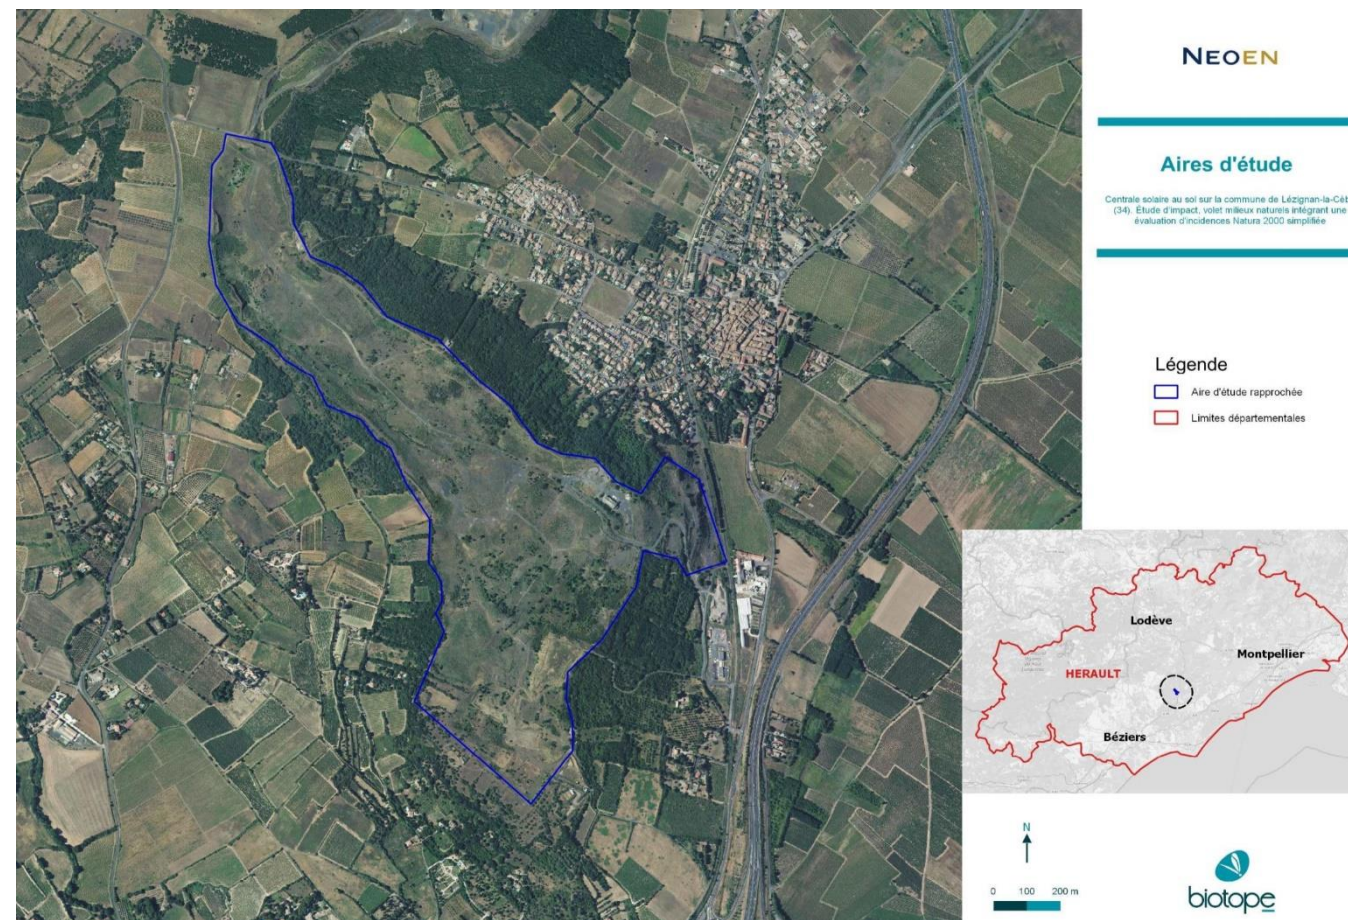 NEOEN
Aires d'étude
Centrale solaire au sol sur la commune de Lézignan-la-Cèb
(34). Étude d'impact, volet milieux naturels intégrant une
évaluation d'incidences Natura 2000 simplifiée
Légende
Aire d'étude rapprochée
Limites départementales
Lodève
Montpellier
HERAULT
Béziers
N
0 100 200 m
biotope